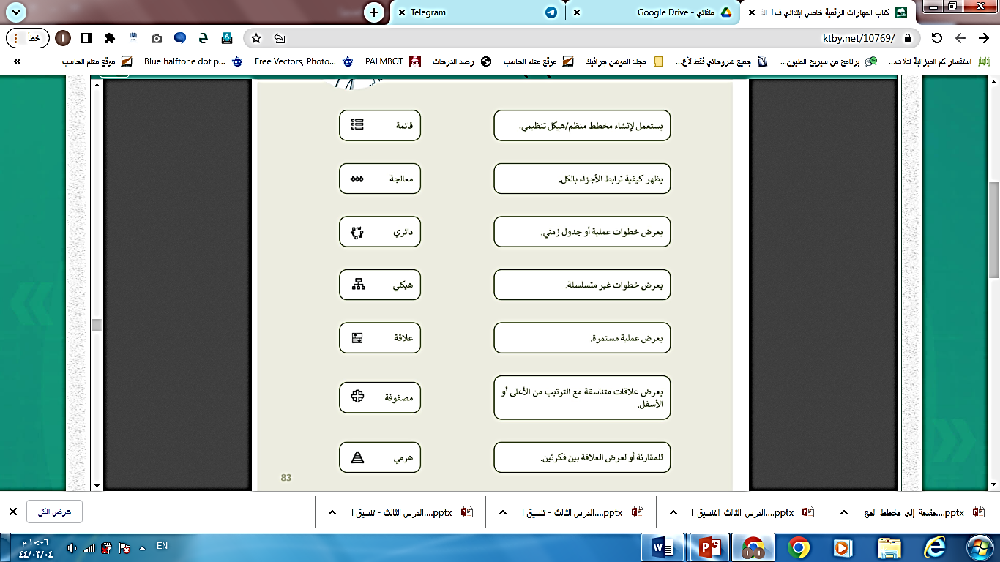 كتاب المهارات الرقمية خامس ابتدائي ف1
ملفاتي - Google Drive
Telegram
ktby.net/10769/
خطأ
استفسار كم الميزانية لثلاث...
برنامج من سيربح المليون...
جميع شروحاتي فقط لأع...
مجلد الموشن جرافيك
موقع معلم الحاسب
رصد الدرجات
PALMBOT
Free Vectors, Photo...
Blue halftone dot p...
موقع معلم الحاسب
يستعمل لإنشاء مخطط منظم/هيكل تنظيمي.
قائمة
يظهر كيفية ترابط الأجزاء بالكل.
معالجة
يعرض خطوات عملية أو جدول زمني.
دائري
يعرض خطوات غير متسلسلة.
هيكلي
يعرض عملية مستمرة.
علاقة
يعرض علاقات متناسقة مع الترتيب من الأعلى أو
الأسفل.
مصفوفة
للمقارنة أو لعرض العلاقة بين فكرتين.
هرمي
83
مقدمة_إلى_مخطط_المع....pptx
الدرس_الثالث_التنسيق_ا....pptx
الدرس الثالث - تنسيق ا....pptx
الدرس الثالث - تنسيق ا....pptx
عرض الكل
EN
١٠:٠٦ م
٤٤/٠٣/٠٤